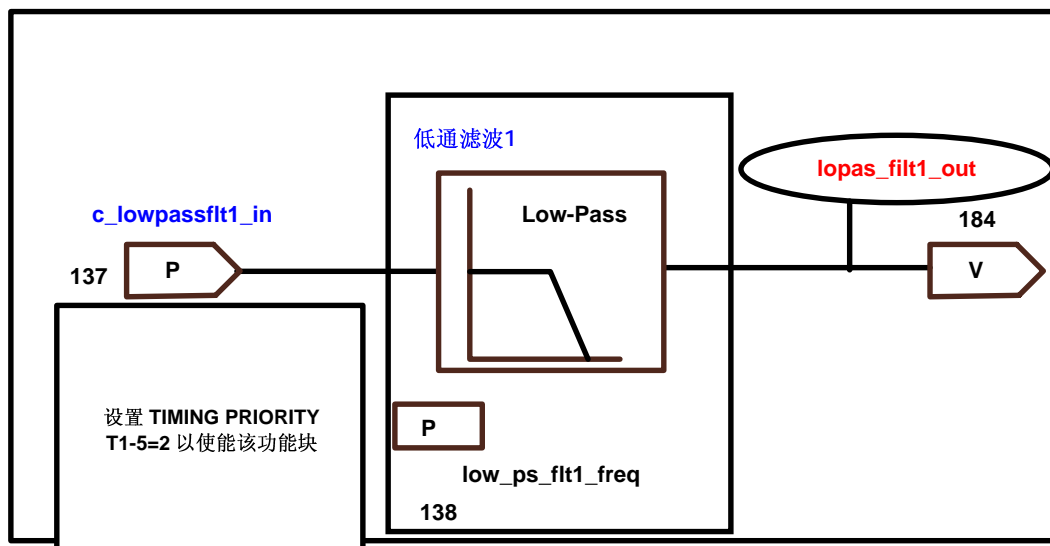 低通滤波1
lopas_filt1_out
Low-Pass
c_lowpassflt1_in
184
137
P
V
设置 TIMING PRIORITY
T1-5=2 以使能该功能块
P
low_ps_flt1_freq
138